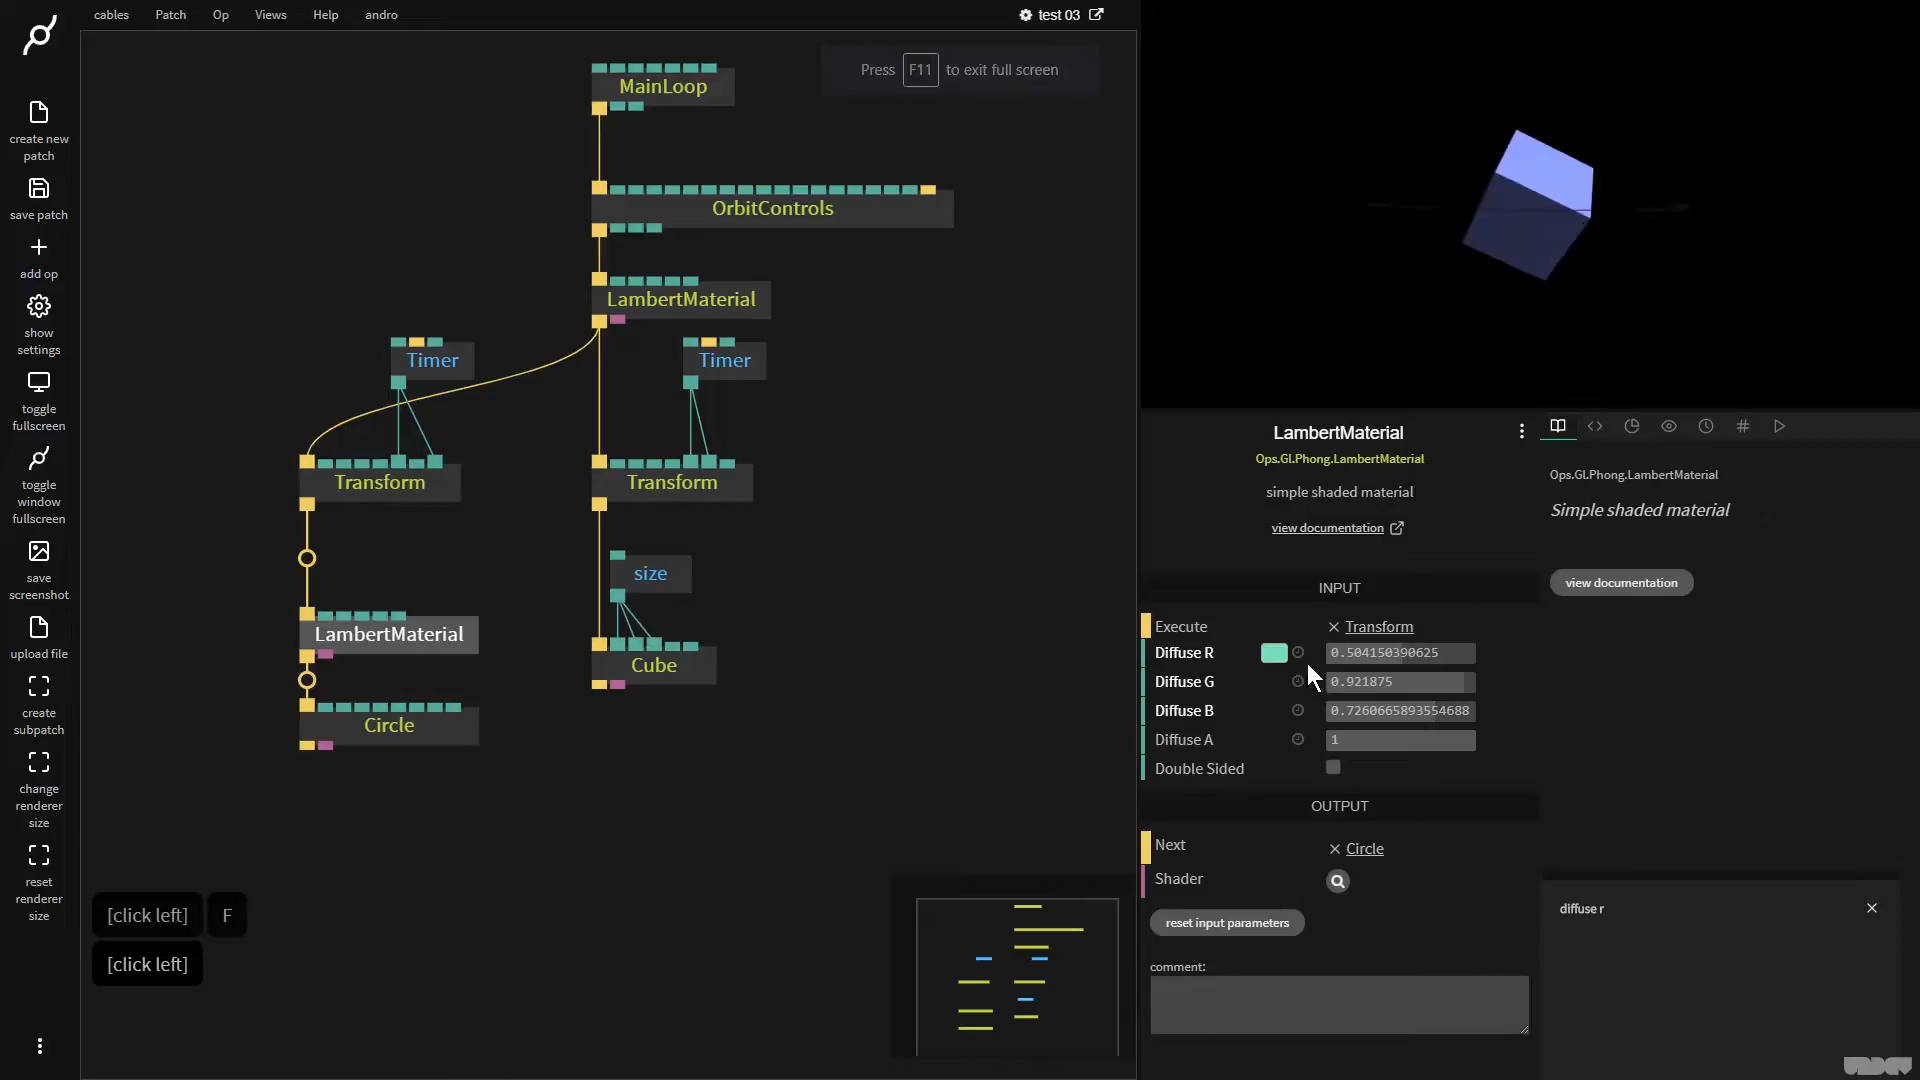 cables
Patch
Op
Views
Help
andro
test 03
Press F11 to exit full screen
create new
patch
save patch
add op
show
settings
toggle
fullscreen
toggle
window
fullscreen
save
screenshot
upload file
create
subpatch
change
renderer
size
reset
renderer
size
MainLoop
OrbitControls
LambertMaterial
Timer
Timer
Transform
Transform
size
LambertMaterial
Cube
Circle
[click left] F
[click left]
LambertMaterial
Ops.Gl.Phong.LambertMaterial
simple shaded material
view documentation
INPUT
Execute
Transform
Diffuse R
0.504150390625
Diffuse G
0.921875
Diffuse B
0.7260665893554688
Diffuse A
1
Double Sided
OUTPUT
Next
Circle
Shader
reset input parameters
comment:
Ops.Gl.Phong.LambertMaterial
Simple shaded material
view documentation
diffuse r